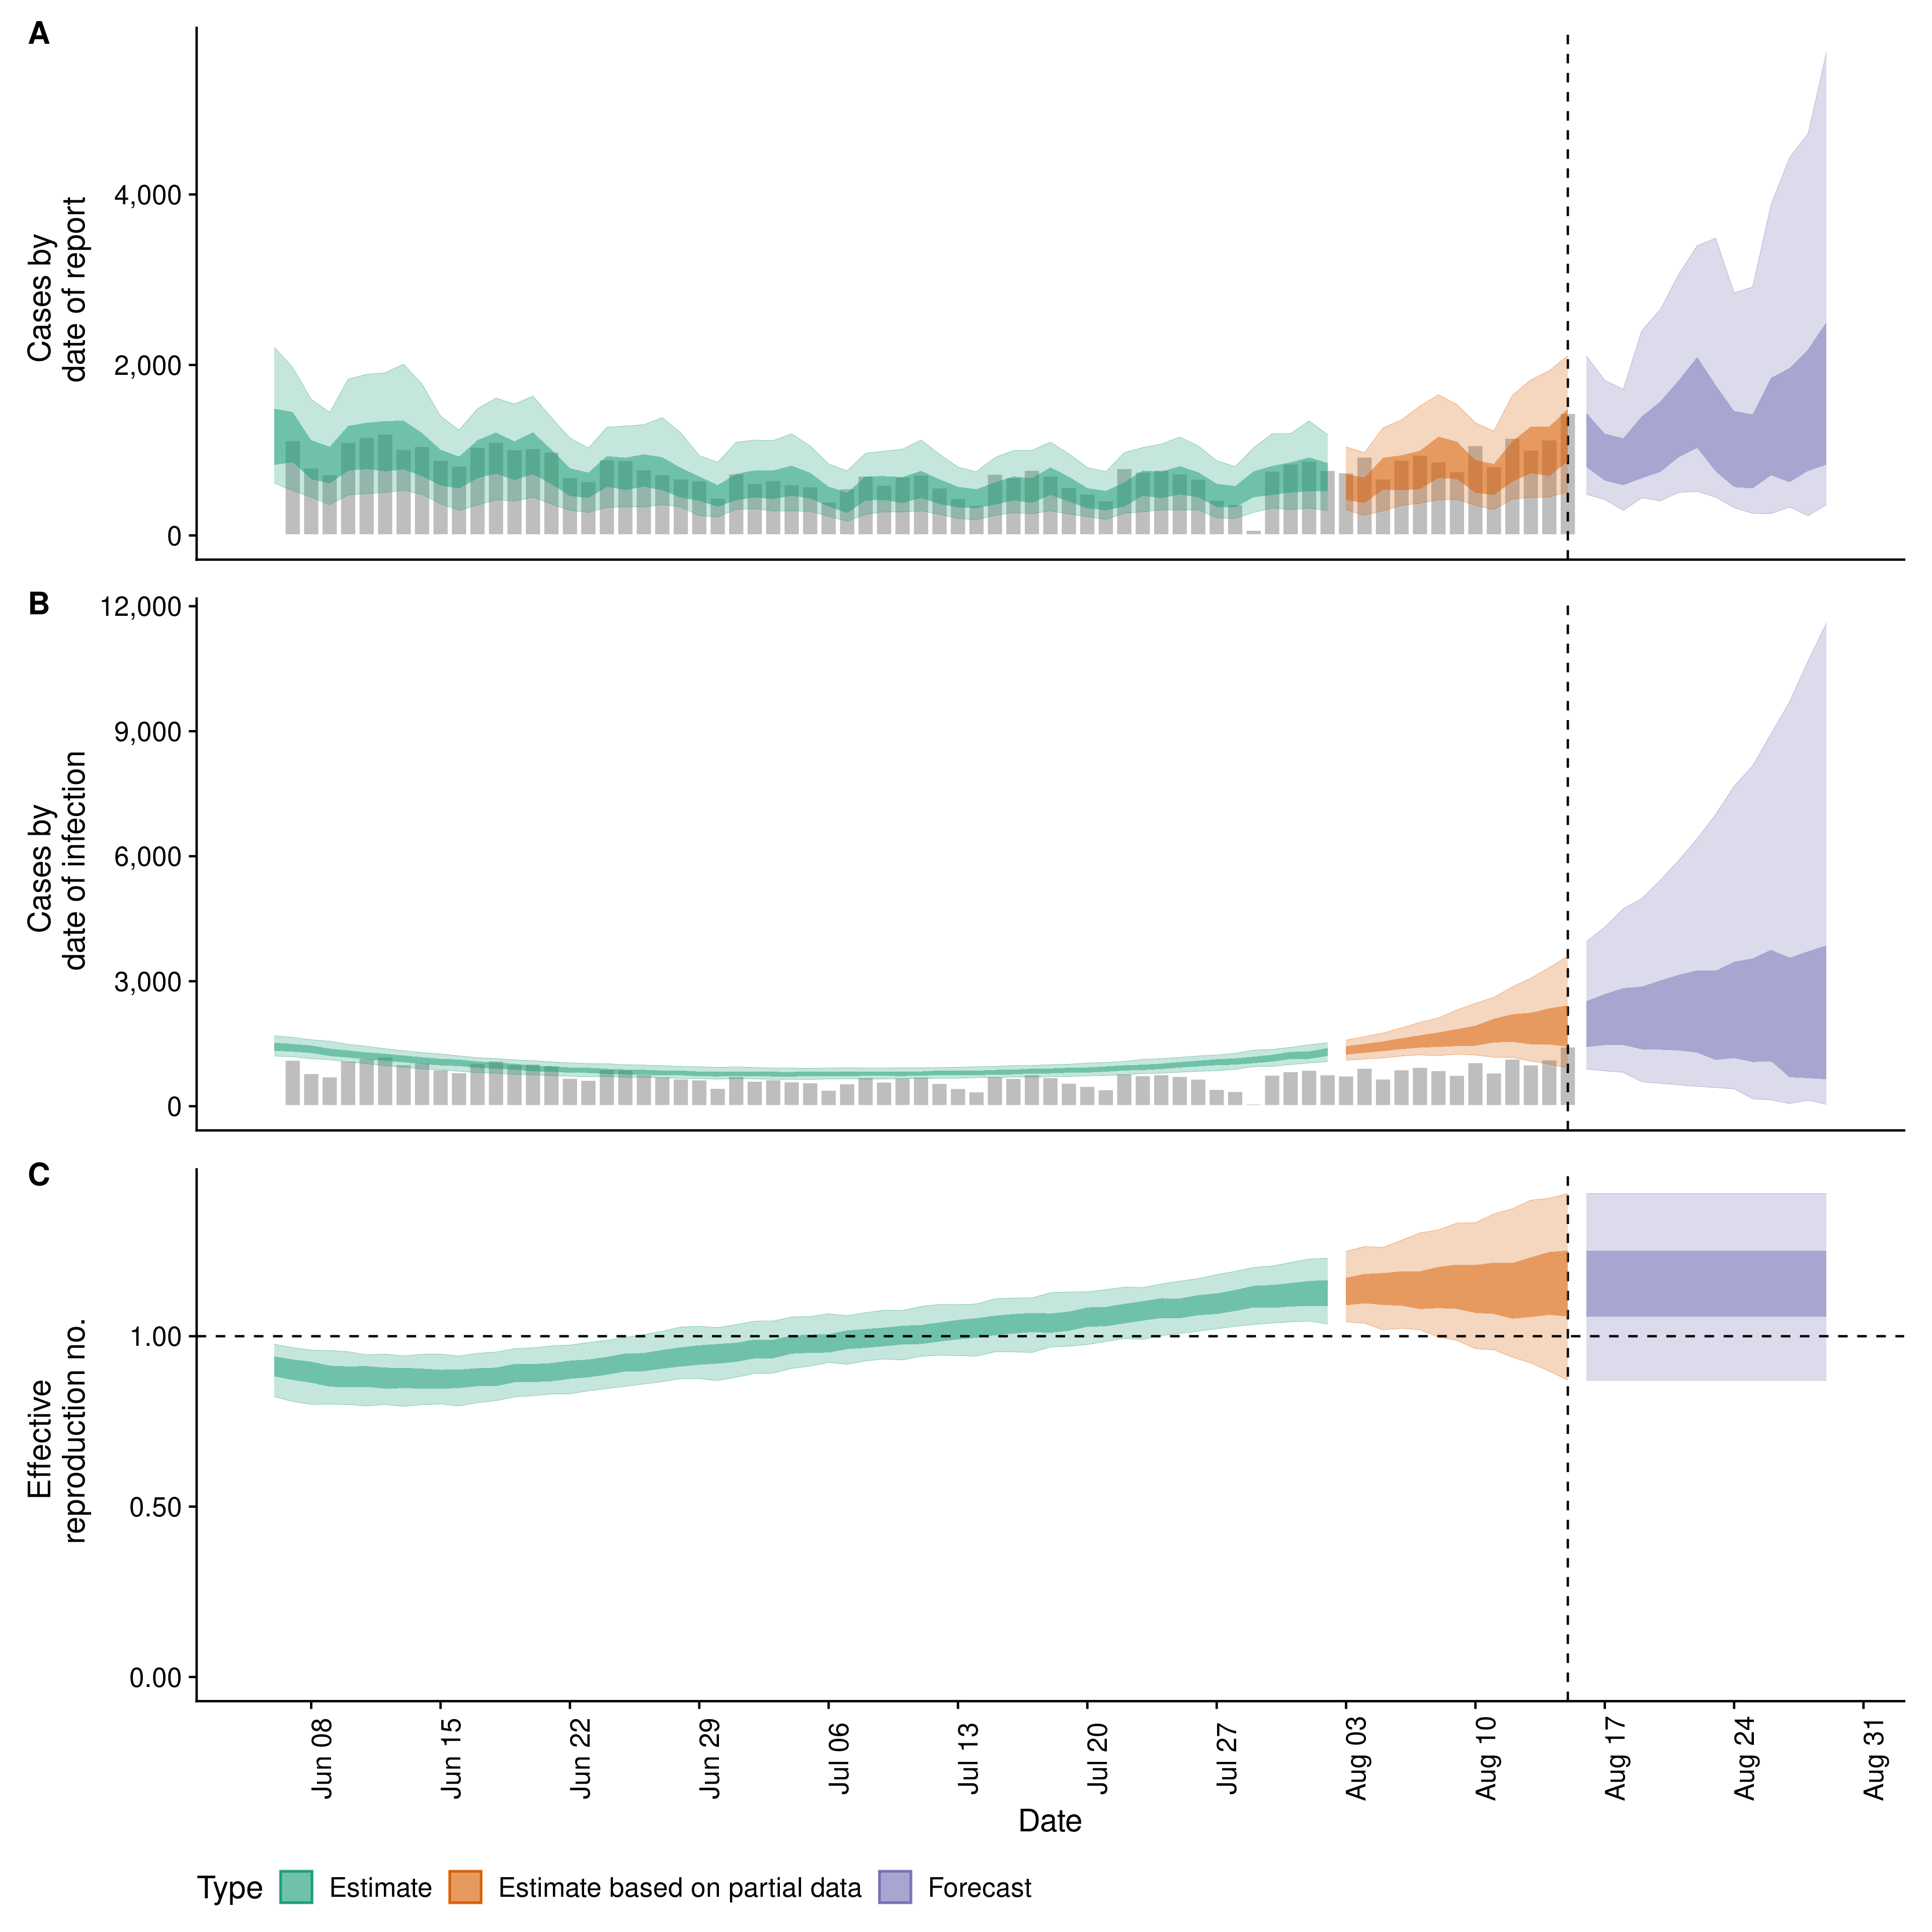 A
Cases by
date of report
4,000
2,000
0
B
Cases by
date of infection
12,000
9,000
6,000
3,000
0
C
Effective
reproduction no.
1.00
0.50
0.00
Jun 08
Jun 15
Jun 22
Jun 29
Jul 06
Jul 13
Jul 20
Jul 27
Aug 03
Aug 10
Aug 17
Aug 24
Aug 31
Date
Type Estimate Estimate based on partial data Forecast